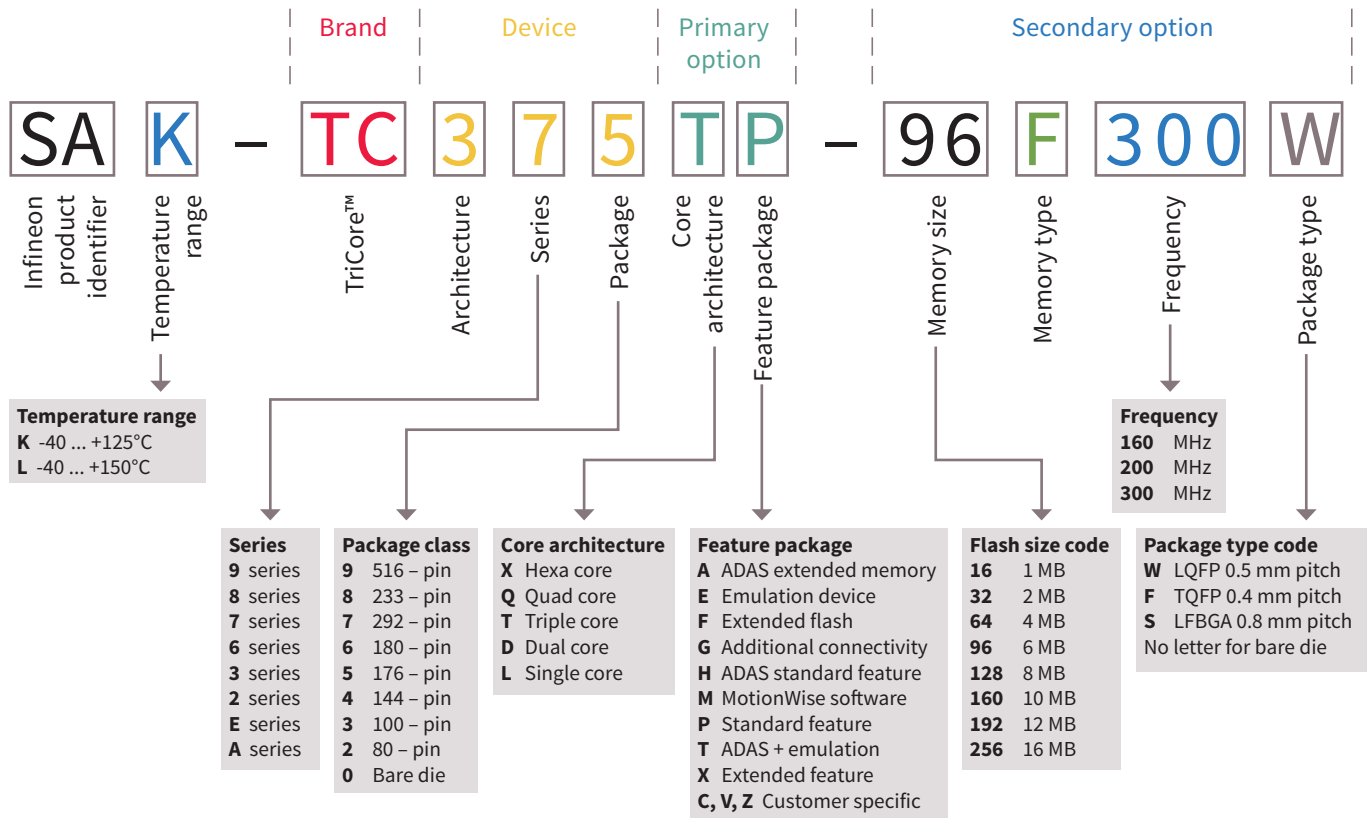 Brand
Device
Primary
option
Secondary option
SA K – TC 3 7 5 T P – 96 F 300 W
Infineon
product
identifier
Temperature
range
TriCore™
Architecture
Series
Package
Core
architecture
Feature package
Memory size
Memory type
Frequency
Package type
Temperature range
K -40 ... +125°C
L -40 ... +150°C
Frequency
160 MHz
200 MHz
300 MHz
Series
9 series
8 series
7 series
6 series
3 series
2 series
E series
A series
Package class
9 516 – pin
8 233 – pin
7 292 – pin
6 180 – pin
5 176 – pin
4 144 – pin
3 100 – pin
2 80 – pin
0 Bare die
Core architecture
X Hexa core
Q Quad core
T Triple core
D Dual core
L Single core
Feature package
A ADAS extended memory
E Emulation device
F Extended flash
G Additional connectivity
H ADAS standard feature
M MotionWise software
P Standard feature
T ADAS + emulation
X Extended feature
C, V, Z Customer specific
Flash size code
16 1 MB
32 2 MB
64 4 MB
96 6 MB
128 8 MB
160 10 MB
192 12 MB
256 16 MB
Package type code
W LQFP 0.5 mm pitch
F TQFP 0.4 mm pitch
S LFBGA 0.8 mm pitch
No letter for bare die